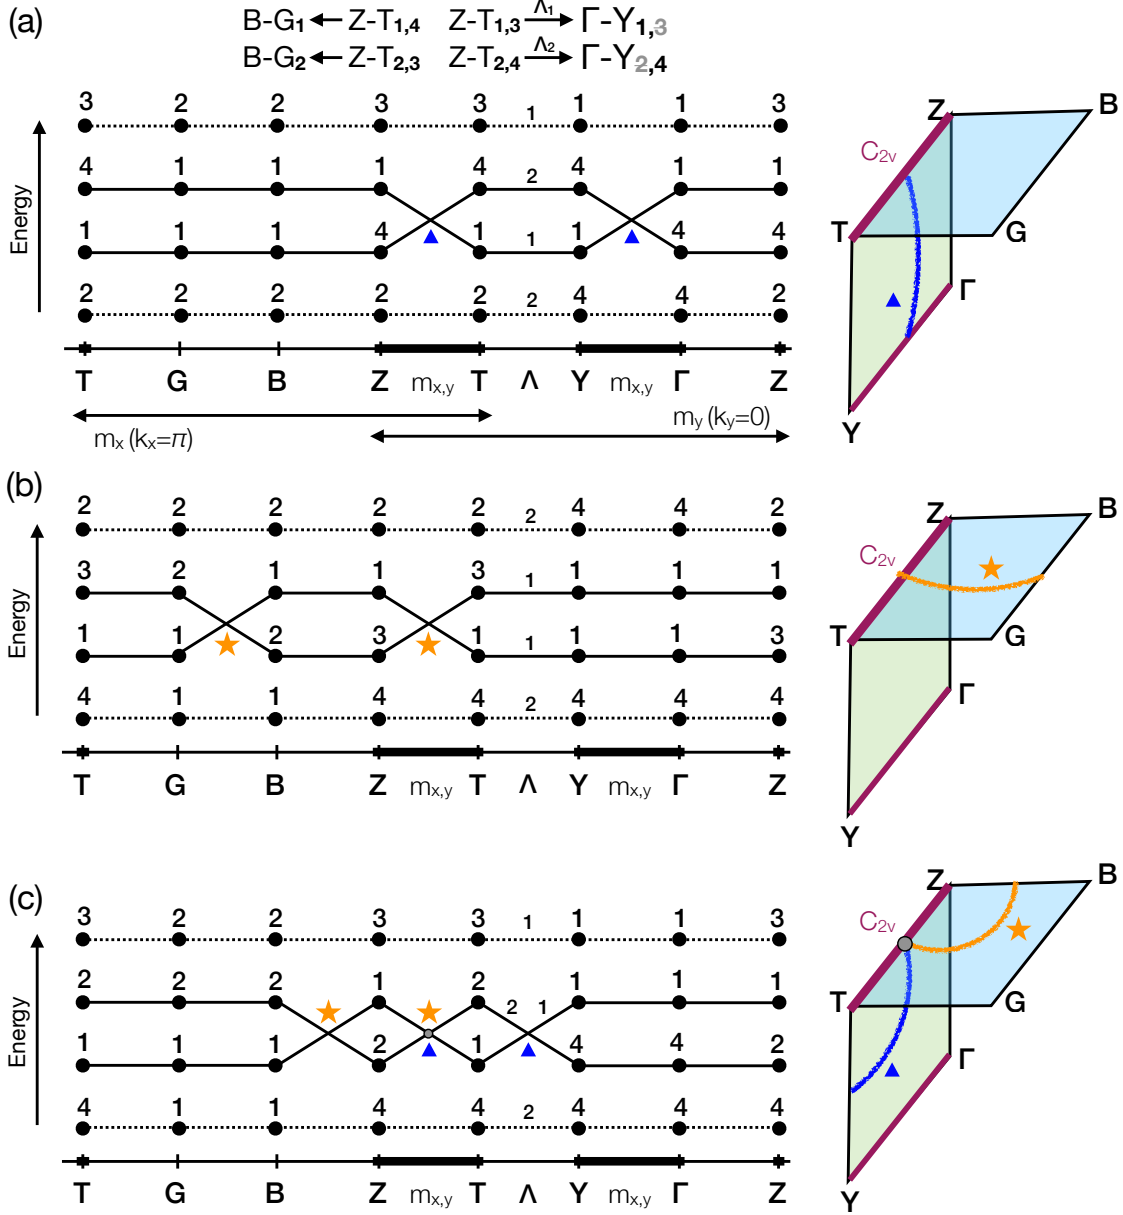 (a)
B-G1 ← Z-T1,4 Z-T1,3 Λ1 → Γ-Y1,3
B-G2 ← Z-T2,3 Z-T2,4 Λ2 → Γ-Y2,4
3 2 2 3 3 1 1 1 3
4 1 1 1 4 2 4 1 1
1 1 1 4 1 1 1 4 4
2 2 2 2 2 2 4 4 2
Energy
T G B Z mx,y T Λ Y mx,y Γ Z
mx (kx=π)
my (ky=0)
Z B
C2v
T G
Γ
Y
(b)
2 2 2 2 2 2 4 4 2
3 2 1 1 3 1 1 1 1
1 1 2 3 1 1 1 1 3
4 1 1 4 4 2 4 4 4
Energy
T G B Z mx,y T Λ Y mx,y Γ Z
Z B
C2v
T G
Γ
Y
(c)
3 2 2 3 3 1 1 1 3
2 2 2 1 2 2 1 1 1 1
1 1 1 2 1 4 4 2
4 1 1 4 4 2 4 4 4
Energy
T G B Z mx,y T Λ Y mx,y Γ Z
Z B
C2v
T G
Γ
Y